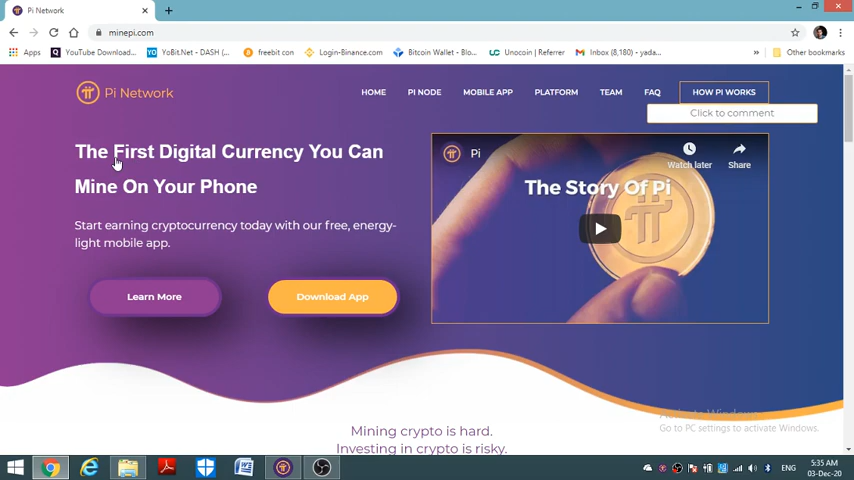 Pi Network
minepi.com
Apps
YouTube Download...
YoBit.Net - DASH (/...
freebit con
Login-Binance.com
Bitcoin Wallet - Blo...
Unocoin | Referrer
Inbox (8,180) - yada...
»
Other bookmarks
Pi Network
HOME
PI NODE
MOBILE APP
PLATFORM
TEAM
FAQ
HOW PI WORKS
Click to comment
The First Digital Currency You Can
Mine On Your Phone
Start earning cryptocurrency today with our free, energy-
light mobile app.
Learn More
Download App
Pi
Watch later
Share
The Story Of Pi
Mining crypto is hard.
Investing in crypto is risky.
Activate Windows
Go to PC settings to activate Windows.
ENG
5:35 AM
03-Dec-20